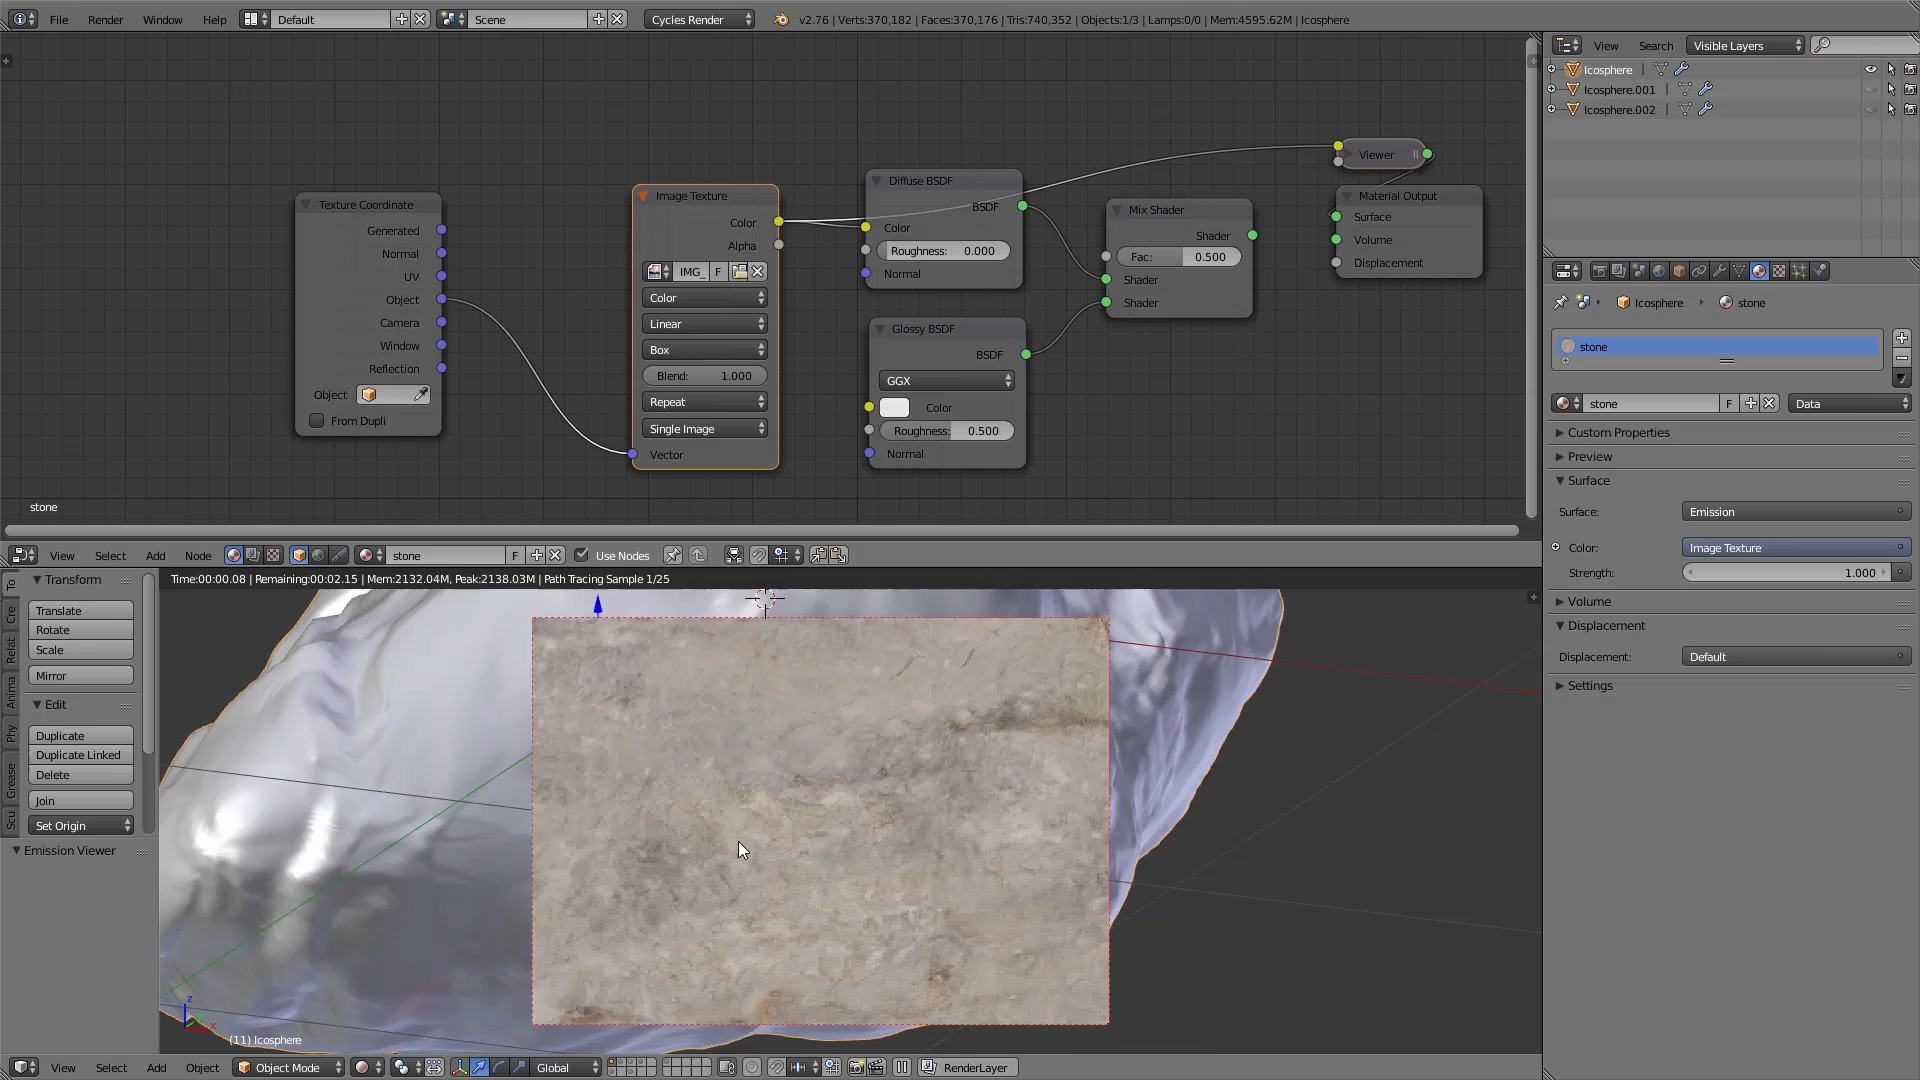 File Render Window Help Default Scene Cycles Render v2.76 | Verts:370,182 | Faces:370,176 | Tris:740,352 | Objects:1/3 | Lamps:0/0 | Mem:4595.62M | Icosphere
View Search Visible Layers
Icosphere
Icosphere.001
Icosphere.002
Texture Coordinate
Generated
Normal
UV
Object
Camera
Window
Reflection
Object
From Dupli
Image Texture
Color
Alpha
IMG_ F
Color
Linear
Box
Blend: 1.000
Repeat
Single Image
Vector
Diffuse BSDF
BSDF
Color
Roughness: 0.000
Normal
Glossy BSDF
BSDF
GGX
Color
Roughness: 0.500
Normal
Mix Shader
Shader
Fac: 0.500
Shader
Shader
Viewer
Material Output
Surface
Volume
Displacement
stone
View Select Add Node stone F Use Nodes
Icosphere stone
stone
stone F Data
Custom Properties
Preview
Surface
Surface: Emission
Color: Image Texture
Strength: 1.000
Volume
Displacement
Displacement: Default
Settings
Time:00:00.08 | Remaining:00:02.15 | Mem:2132.04M, Peak:2138.03M | Path Tracing Sample 1/25
To
Cre
Relat
Anima
Phy
Grease
Scu
Transform
Translate
Rotate
Scale
Mirror
Edit
Duplicate
Duplicate Linked
Delete
Join
Set Origin
Emission Viewer
z
x
(11) Icosphere
View Select Add Object Object Mode Global RenderLayer